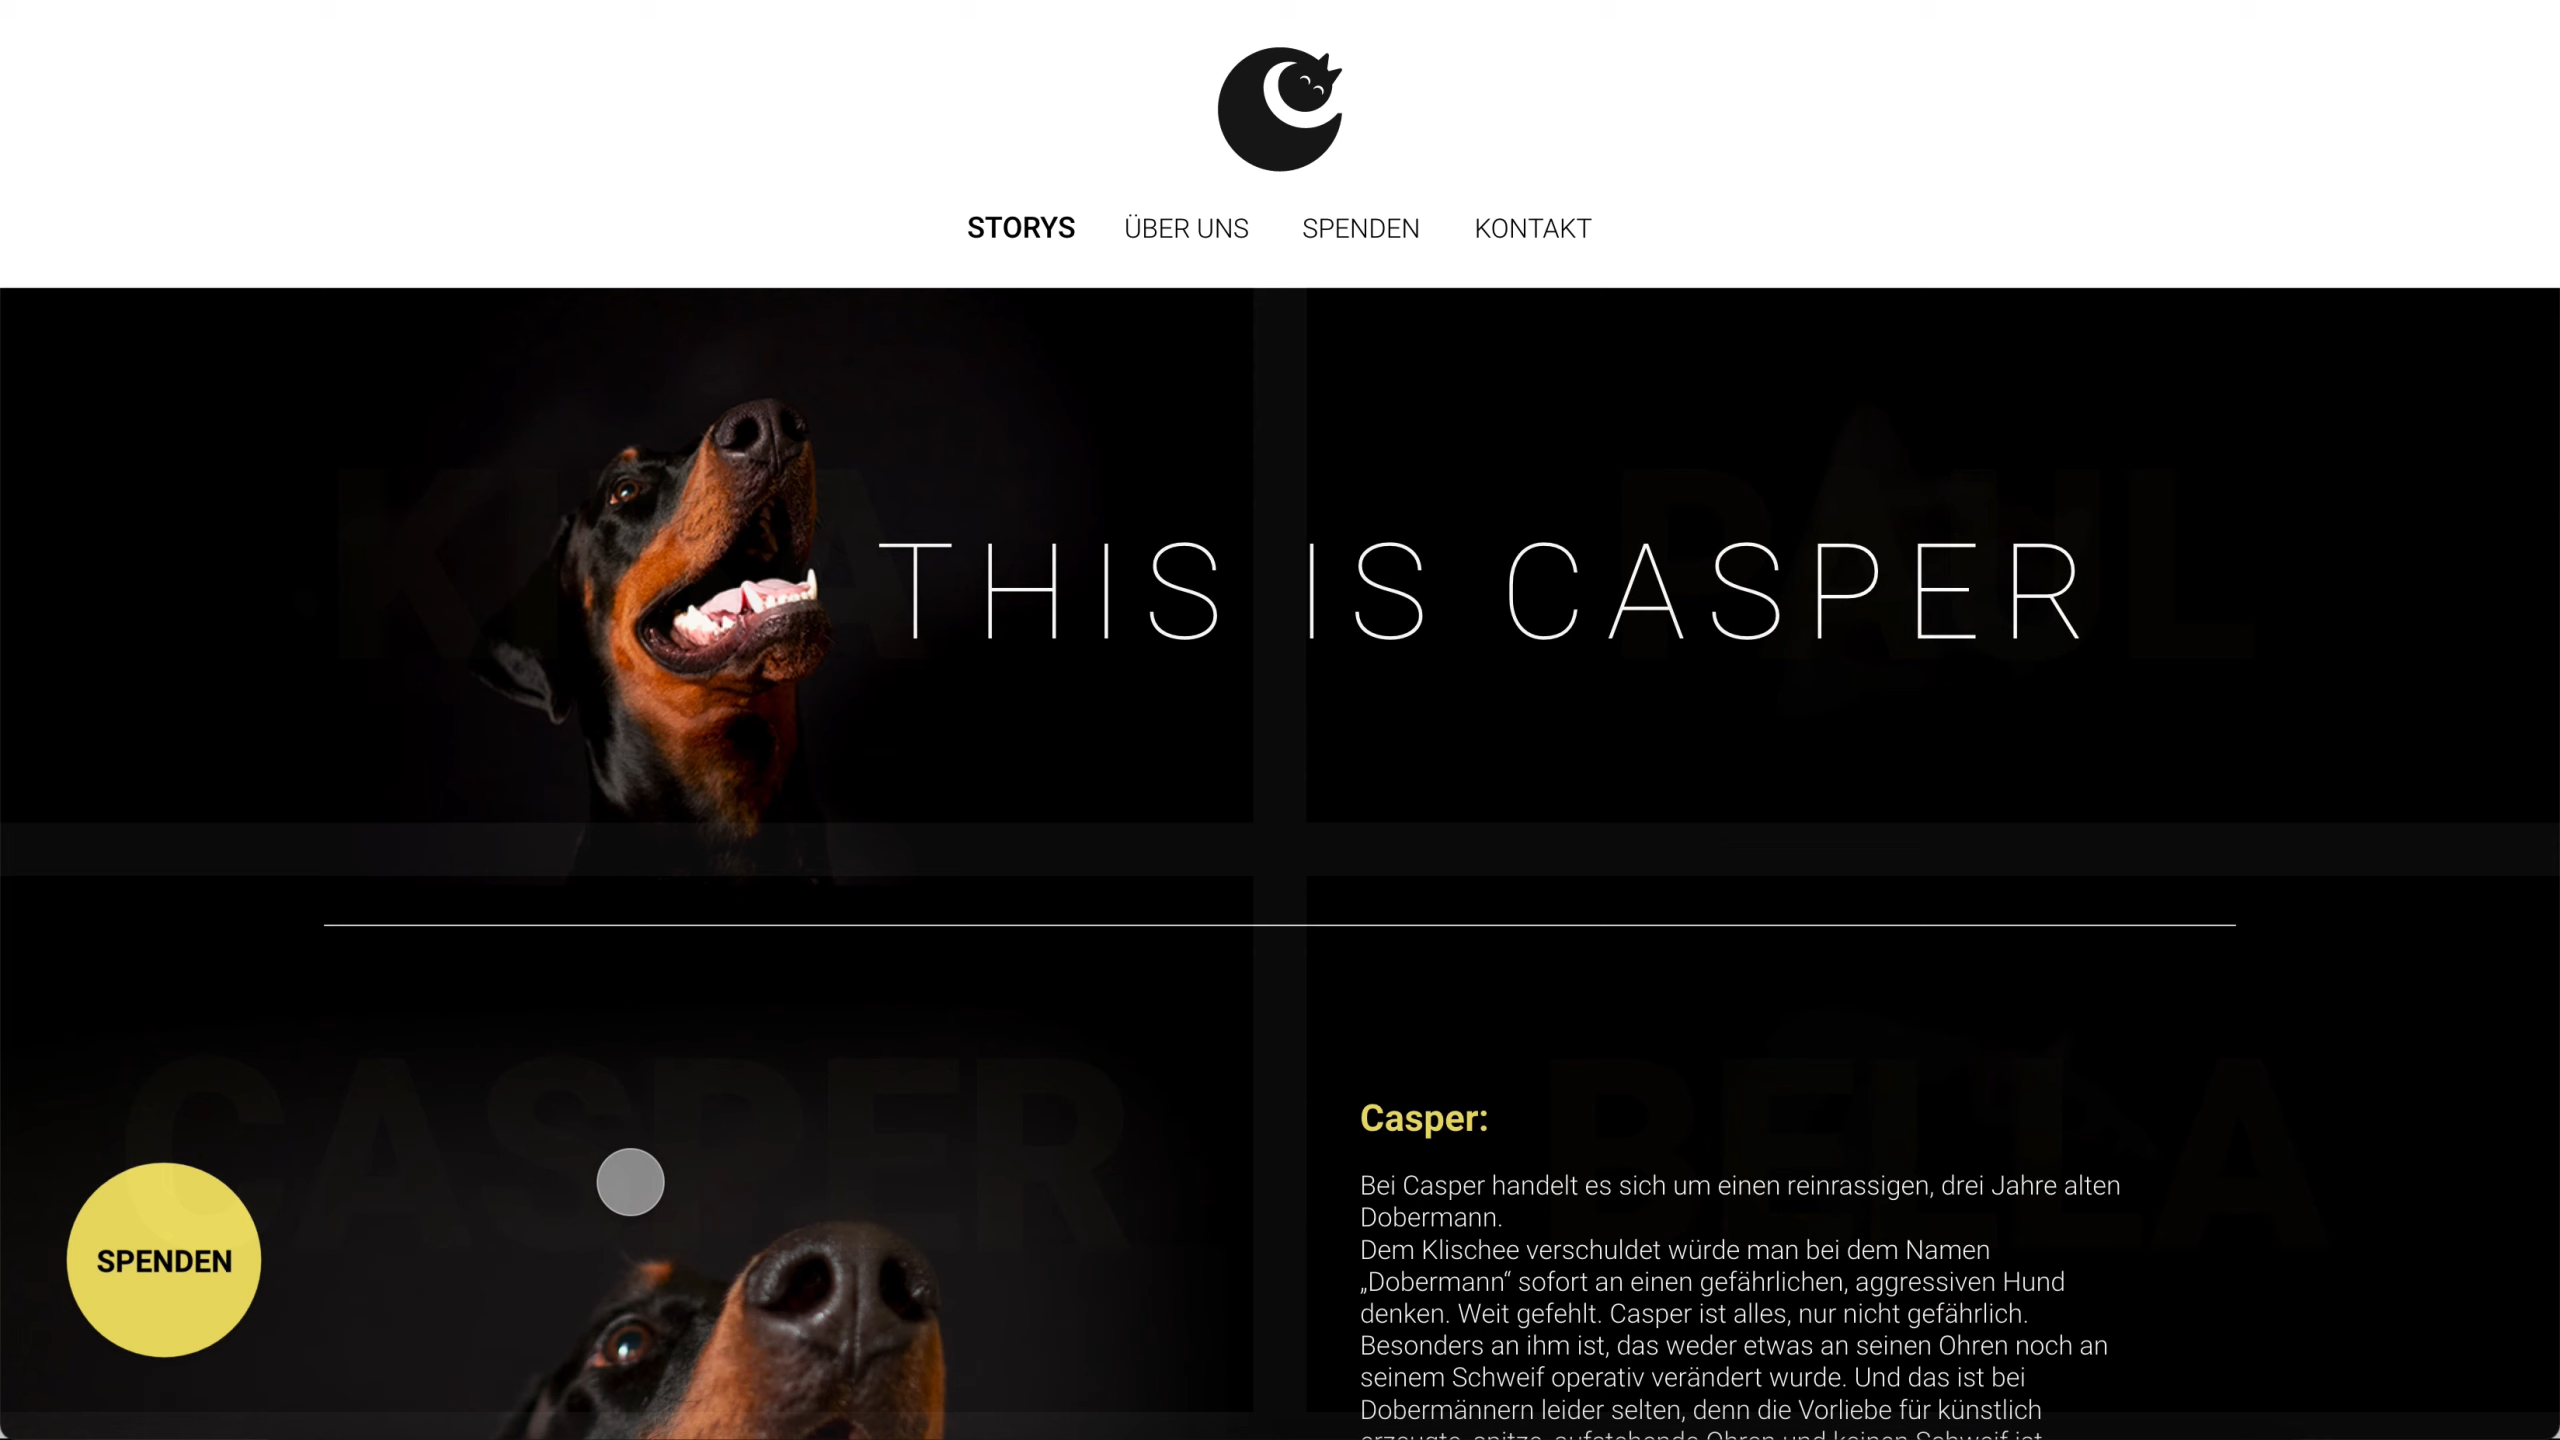 STORYS ÜBER UNS SPENDEN KONTAKT
PAUL
THIS IS CASPER
CASPER
BELLA
SPENDEN
Casper:
Bei Casper handelt es sich um einen reinrassigen, drei Jahre alten
Dobermann.
Dem Klischee verschuldet würde man bei dem Namen
„Dobermann“ sofort an einen gefährlichen, aggressiven Hund
denken. Weit gefehlt. Casper ist alles, nur nicht gefährlich.
Besonders an ihm ist, das weder etwas an seinen Ohren noch an
seinem Schweif operativ verändert wurde. Und das ist bei
Dobermännern leider selten, denn die Vorliebe für künstlich